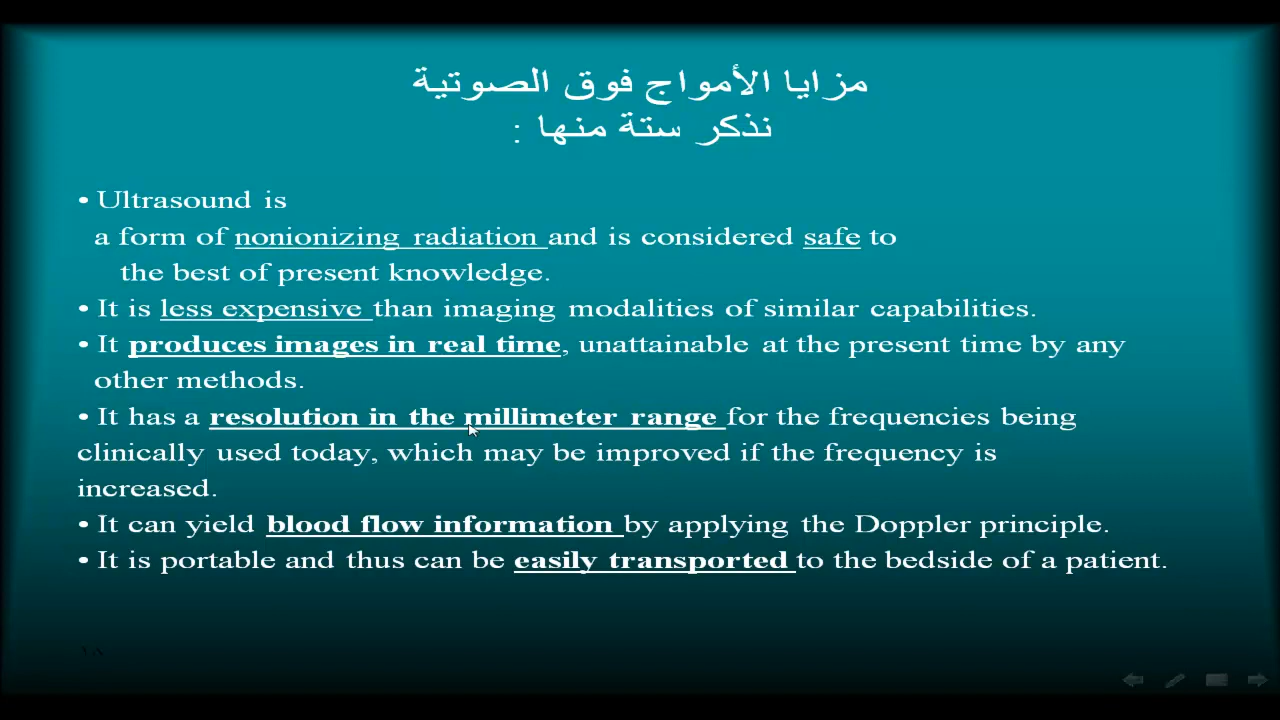 مزايا الأمواج فوق الصوتية
نذكر ستة منها :
• Ultrasound is
a form of nonionizing radiation and is considered safe to
the best of present knowledge.
• It is less expensive than imaging modalities of similar capabilities.
• It produces images in real time, unattainable at the present time by any
other methods.
• It has a resolution in the millimeter range for the frequencies being
clinically used today, which may be improved if the frequency is
increased.
• It can yield blood flow information by applying the Doppler principle.
• It is portable and thus can be easily transported to the bedside of a patient.